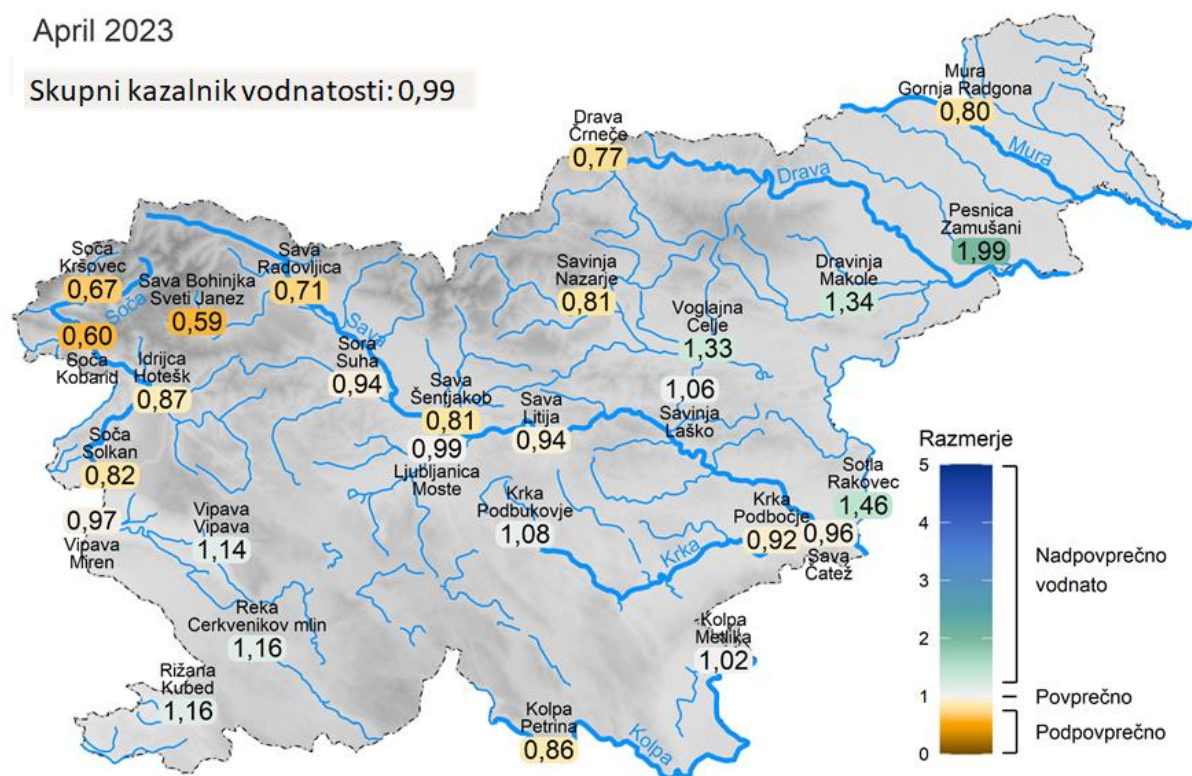 April 2023
Skupni kazalnik vodnatosti: 0,99
Mura
Gornja Radgona
0,80
Mura
Drava
Črneče
0,77
Drava
Pesnica
Zamušani
1,99
Soča
Kršovec
0,67
Soča
Sava Bohinjka
Sveti Janez
0,59
Sava
Radovljica
0,71
Sava
Savinja
Nazarje
0,81
Dravinja
Makole
1,34
Voglajna
Celje
1,33
0,60
Soča
Kobarid
Idrijca
Hotešk
0,87
Sora
Suha
0,94
Sava
Šentjakob
0,81
Sava
Litija
0,94
1,06
Savinja
Laško
0,99
Ljubljanica
Moste
Soča
Solkan
0,82
Sotla
Rakovec
1,46
0,97
Vipava
Miren
Vipava
Vipava
1,14
Krka
Podbukovje
1,08
Krka
Krka
Podbočje
0,92
0,96
Sava
Čatež
Reka
Cerkvenikov mlin
1,16
Kolpa
Metlika
1,02
Rižana
Kubed
1,16
Kolpa
Petrina
0,86
Kolpa
Razmerje
5
4
3
2
1
0
Nadpovprečno
vodnato
Povprečno
Podpovprečno